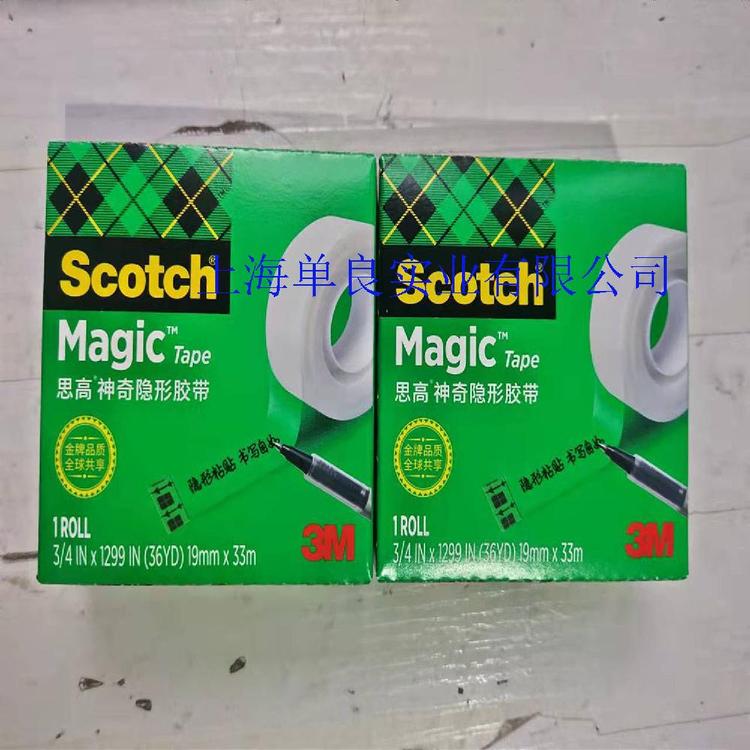 Scotch®
Magic™ Tape
思高®神奇隐形胶带
金牌品质
全球共享
隐形粘贴 书写自如
1 ROLL
3/4 IN x 1299 IN (36YD) 19mm x 33m
3M
Scotch®
Magic™ Tape
思高®神奇隐形胶带
金牌品质
全球共享
隐形粘贴 书写自如
1 ROLL
3/4 IN x 1299 IN (36YD) 19mm x 33m
3M
上海单良实业有限公司